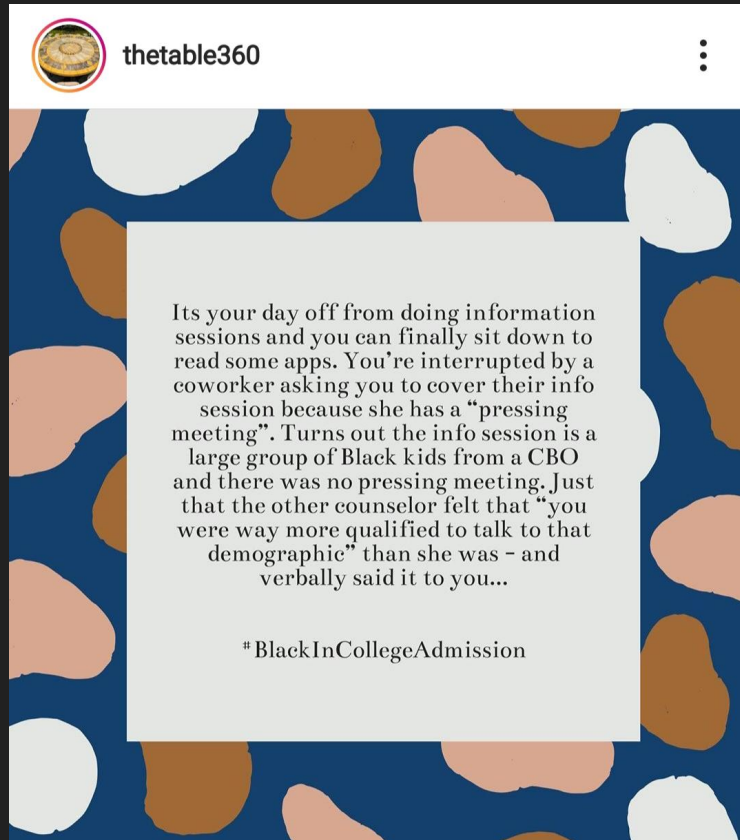 thetable360
Its your day off from doing information
sessions and you can finally sit down to
read some apps. You’re interrupted by a
coworker asking you to cover their info
session because she has a “pressing
meeting”. Turns out the info session is a
large group of Black kids from a CBO
and there was no pressing meeting. Just
that the other counselor felt that “you
were way more qualified to talk to that
demographic” than she was - and
verbally said it to you...
#BlackInCollegeAdmission